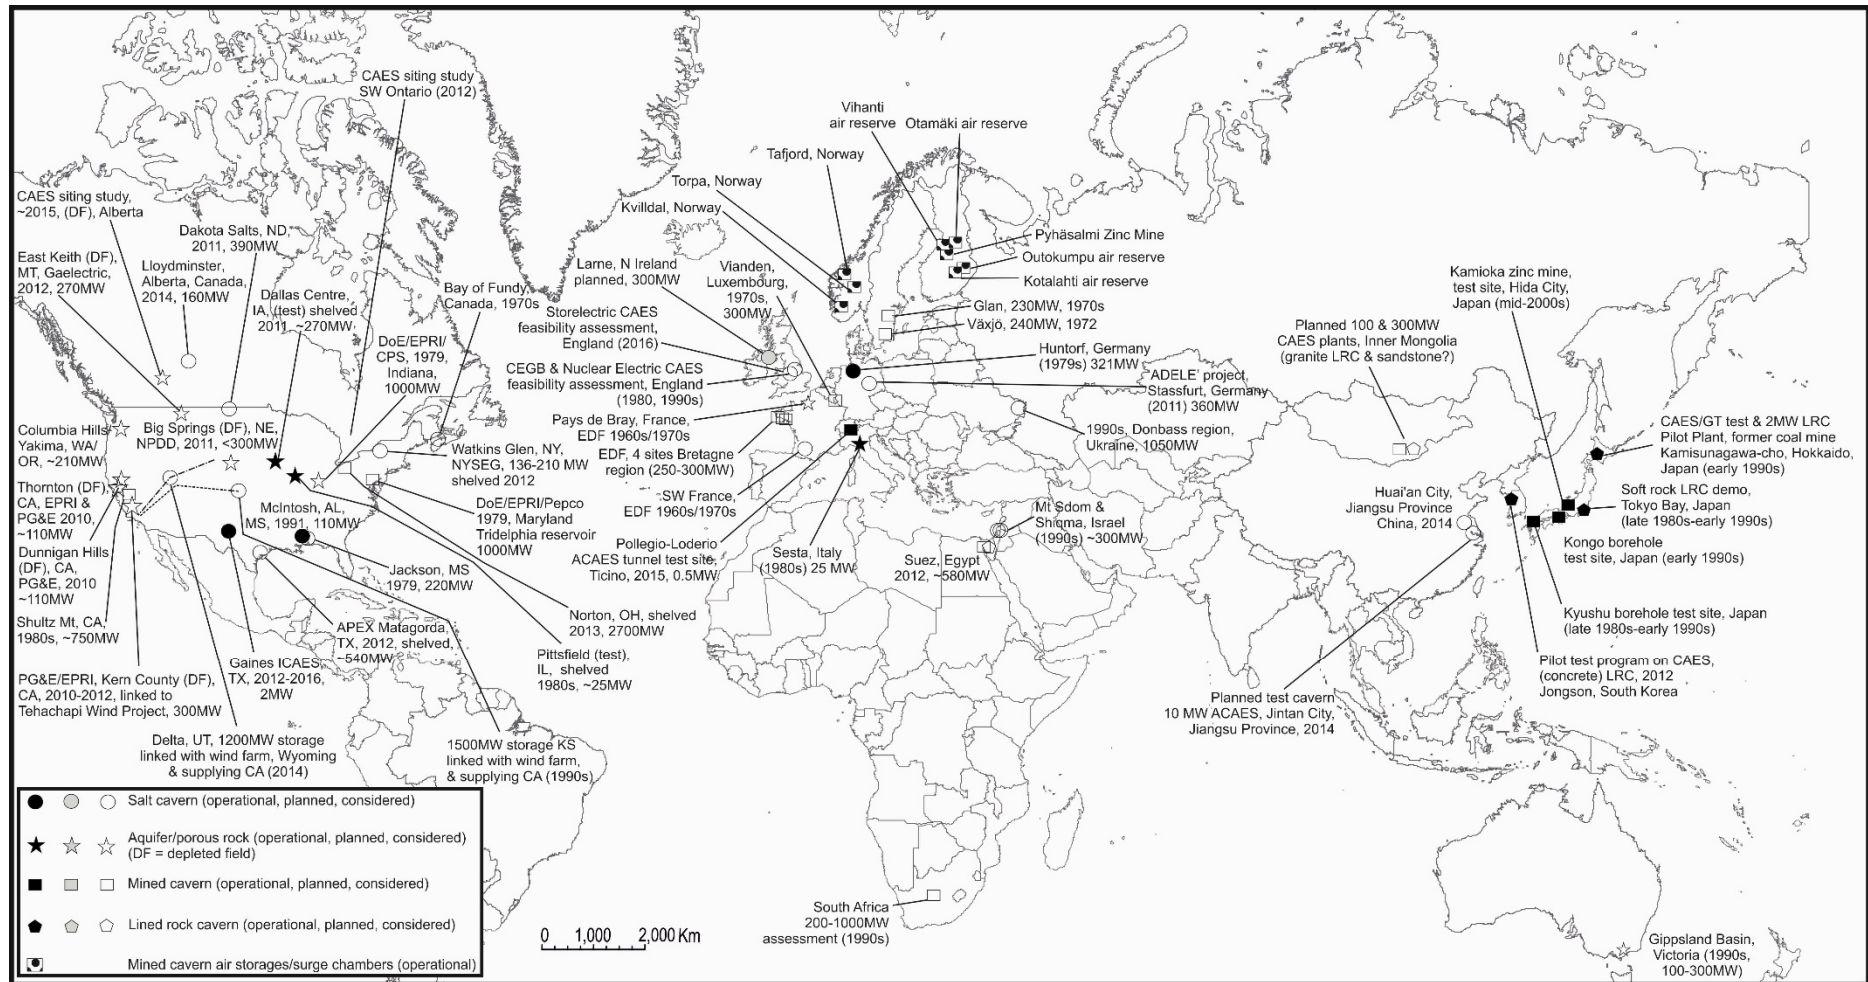 CAES siting study
SW Ontario (2012)
Vihanti
air reserve
Otamäki air reserve
Tafjord, Norway
Torpa, Norway
Kvilldal, Norway
CAES siting study,
~2015, (DF), Alberta
Dakota Salts, ND,
2011, 390MW
East Keith (DF),
MT, Gaelectric,
2012, 270MW
Lloydminster,
Alberta, Canada,
2014, 160MW
Dallas Centre,
IA, (test) shelved
2011, ~270MW
Bay of Fundy,
Canada, 1970s
DoE/EPRI/
CPS, 1979,
Indiana,
1000MW
Larne, N Ireland
planned, 300MW
Vianden,
Luxembourg,
1970s,
300MW
Storelectric CAES
feasibility assessment,
England (2016)
CEGB & Nuclear Electric CAES
feasibility assessment, England
(1980, 1990s)
Pays de Bray, France,
EDF 1960s/1970s
EDF, 4 sites Bretagne
region (250-300MW)
SW France,
EDF 1960s/1970s
Pollegio-Loderio
ACAES tunnel test site,
Ticino, 2015, 0.5MW
Sesta, Italy
(1980s) 25 MW
Pyhäsalmi Zinc Mine
Outokumpu air reserve
Kotalahti air reserve
Glan, 230MW, 1970s
Växjö, 240MW, 1972
Huntorf, Germany
(1979s) 321MW
'ADELE' project,
Stassfurt, Germany
(2011) 360MW
1990s, Donbass region,
Ukraine, 1050MW
Mt Sdom &
Shiqma, Israel
(1990s) ~300MW
Suez, Egypt
2012, ~580MW
Kamioka zinc mine,
test site, Hida City,
Japan (mid-2000s)
Planned 100 & 300MW
CAES plants, Inner Mongolia
(granite LRC & sandstone?)
CAES/GT test & 2MW LRC
Pilot Plant, former coal mine
Kamisunagawa-cho, Hokkaido,
Japan (early 1990s)
Soft rock LRC demo,
Tokyo Bay, Japan
(late 1980s-early 1990s)
Huai'an City,
Jiangsu Province
China, 2014
Kongo borehole
test site, Japan (early 1990s)
Kyushu borehole test site, Japan
(late 1980s-early 1990s)
Pilot test program on CAES,
(concrete) LRC, 2012
Jongson, South Korea
Planned test cavern
10 MW ACAES, Jintan City,
Jiangsu Province, 2014
Columbia Hills
Yakima, WA/
OR, ~210MW
Big Springs (DF), NE,
NPDD, 2011, <300MW
Watkins Glen, NY,
NYSEG, 136-210 MW
shelved 2012
Thornton (DF),
CA, EPRI &
PG&E 2010,
~110MW
Dunnigan Hills
(DF), CA,
PG&E, 2010
~110MW
Shultz Mt, CA,
1980s, ~750MW
McIntosh, AL,
MS, 1991, 110MW
DoE/EPRI/Pepco
1979, Maryland
Tridelphia reservoir
1000MW
Jackson, MS
1979, 220MW
Norton, OH, shelved
2013, 2700MW
APEX Matagorda,
TX, 2012, shelved,
~540MW
Pittsfield (test),
IL, shelved
1980s, ~25MW
Gaines ICAES,
TX, 2012-2016,
2MW
PG&E/EPRI, Kern County (DF),
CA, 2010-2012, linked to
Tehachapi Wind Project, 300MW
Delta, UT, 1200MW storage
linked with wind farm, Wyoming
& supplying CA (2014)
1500MW storage KS
linked with wind farm,
& supplying CA (1990s)
Salt cavern (operational, planned, considered)
Aquifer/porous rock (operational, planned, considered)
(DF = depleted field)
Mined cavern (operational, planned, considered)
Lined rock cavern (operational, planned, considered)
Mined cavern air storages/surge chambers (operational)
0 1,000 2,000 Km
South Africa
200-1000MW
assessment (1990s)
Gippsland Basin,
Victoria (1990s,
100-300MW)